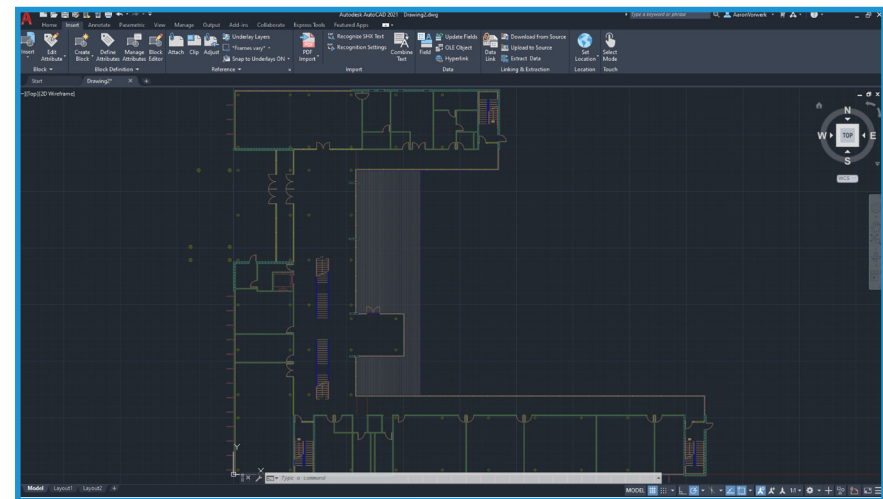 Autodesk AutoCAD 2021 Drawing2.dwg
Type a keyword or phrase
AaronVorwerk
Home Insert Annotate Parametric View Manage Output Add-ins Collaborate Express Tools Featured Apps
Insert
Edit Attribute
Create Block
Define Attributes
Manage Attributes
Block Editor
Attach
Clip
Adjust
Underlay Layers
*Frames vary*
Snap to Underlays ON
PDF Import
Recognize SHX Text
Recognition Settings
Combine Text
Field
Update Fields
OLE Object
Hyperlink
Data Link
Download from Source
Upload to Source
Extract Data
Set Location
Select Mode
Block Block Definition Reference Import Data Linking & Extraction Location Touch
Start Drawing2* +
[-][Top][2D Wireframe]
N
W TOP E
S
WCS
Y
X
Type a command
Model Layout1 Layout2 +
MODEL
1:1